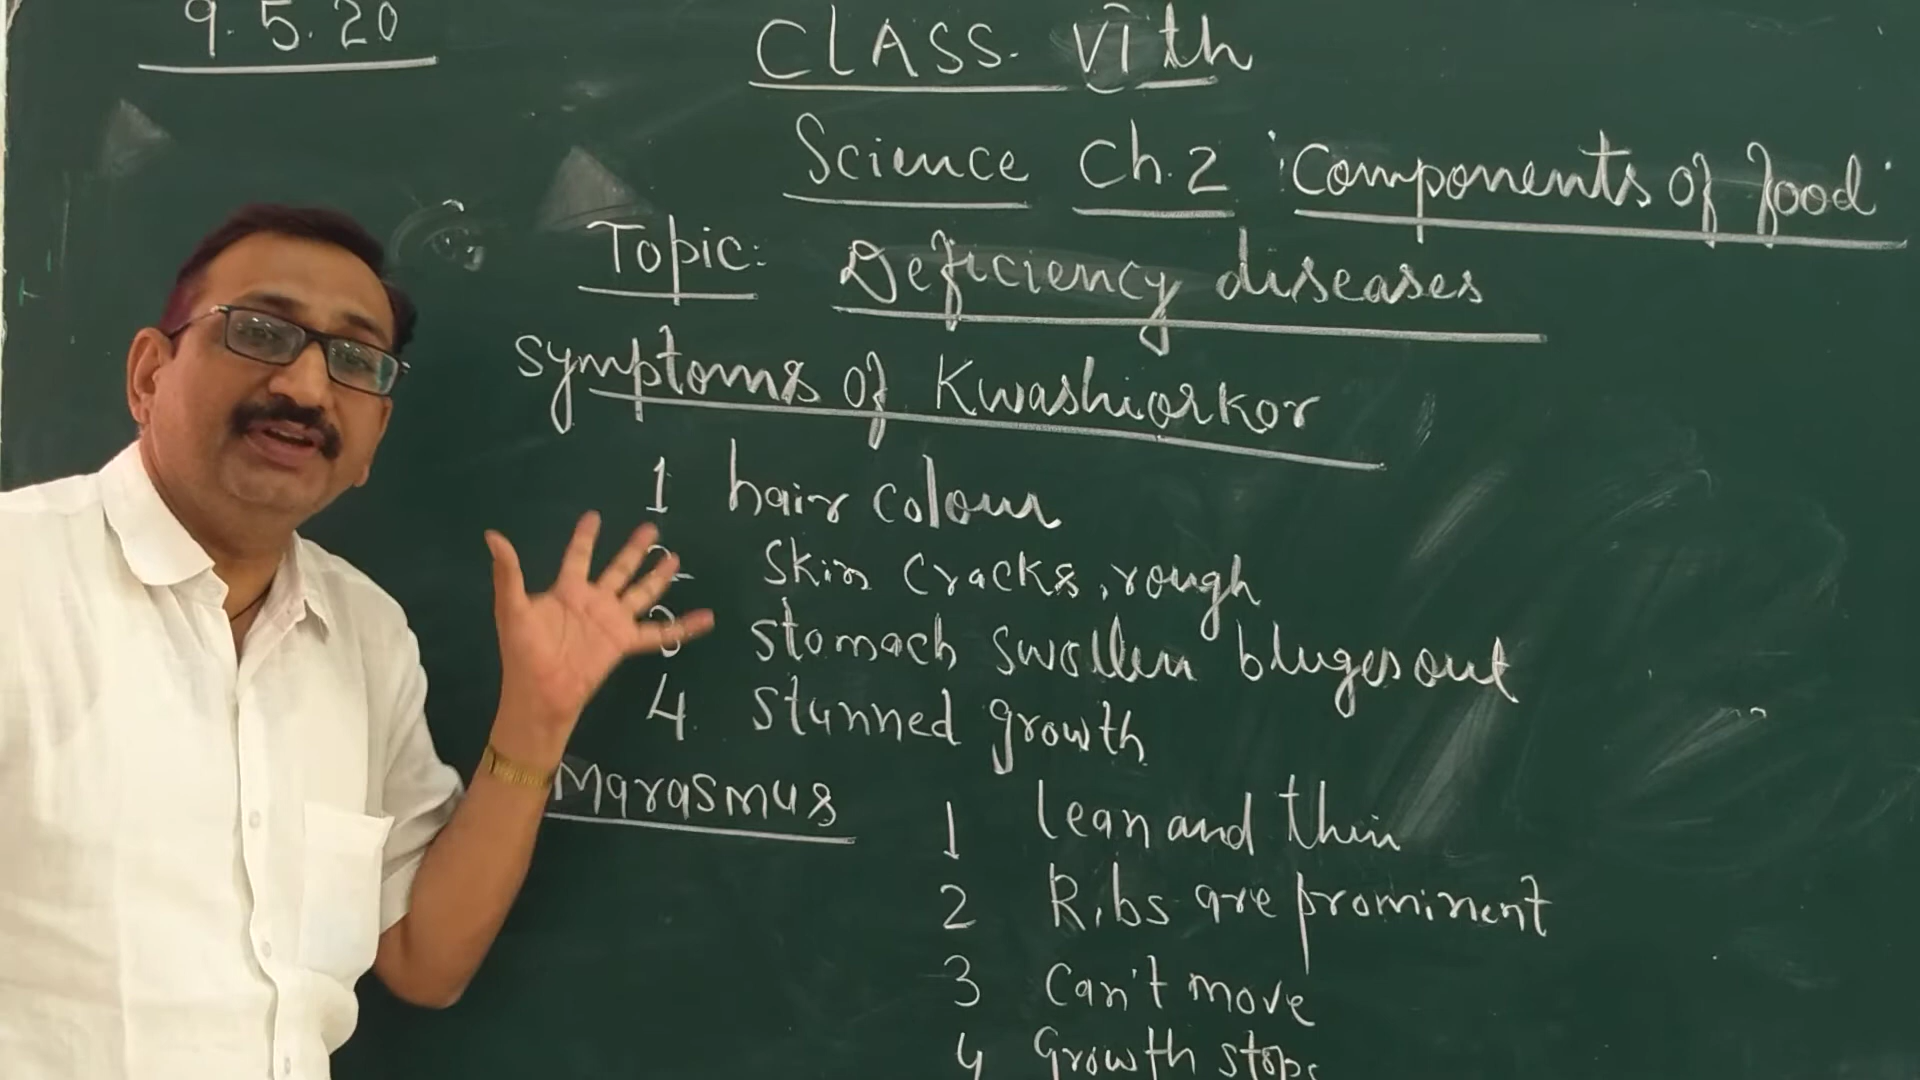 9.5.20
CLASS. VIth
Science Ch.2 'Components of food'
Topic: Deficiency diseases
symptoms of Kwashiorkor
1 hair colour
2 Skin cracks, rough
3 stomach swollen bluges out
4. stunned growth
Marasmus
1 lean and thin
2 Ribs are prominent
3 Can't move
4 Growth stops